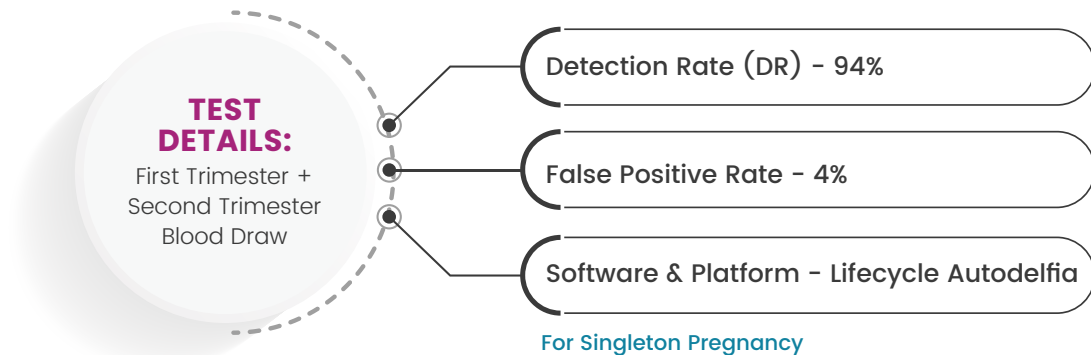 TEST
DETAILS:
First Trimester +
Second Trimester
Blood Draw
Detection Rate (DR) - 94%
False Positive Rate - 4%
Software & Platform - Lifecycle Autodelfia
For Singleton Pregnancy